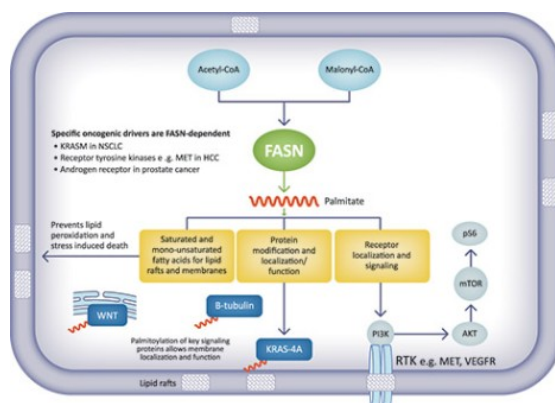 Acetyl-CoA
Malonyl-CoA
Specific oncogenic drivers are FASN-dependent
• KRASM in NSCLC
• Receptor tyrosine kinases e .g. MET in HCC
• Androgen receptor in prostate cancer
FASN
Palmitate
Prevents lipid
peroxidation and
stress induced death
Saturated and
mono-unsaturated
fatty acids for lipid
rafts and membranes
Protein
modification and
localization/
function
Receptor
localization and
signaling
pS6
mTOR
WNT
B-tubulin
Palmitoylation of key signaling
proteins allows membrane
localization and function
KRAS-4A
PI3K
AKT
RTK e.g. MET, VEGFR
Lipid rafts